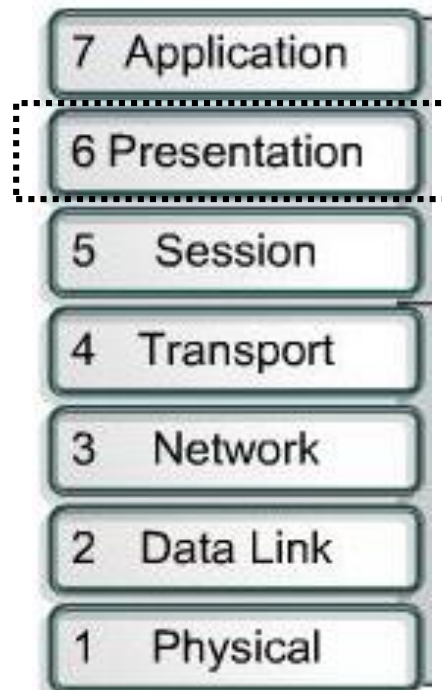 7 Application
6 Presentation
5 Session
4 Transport
3 Network
2 Data Link
1 Physical